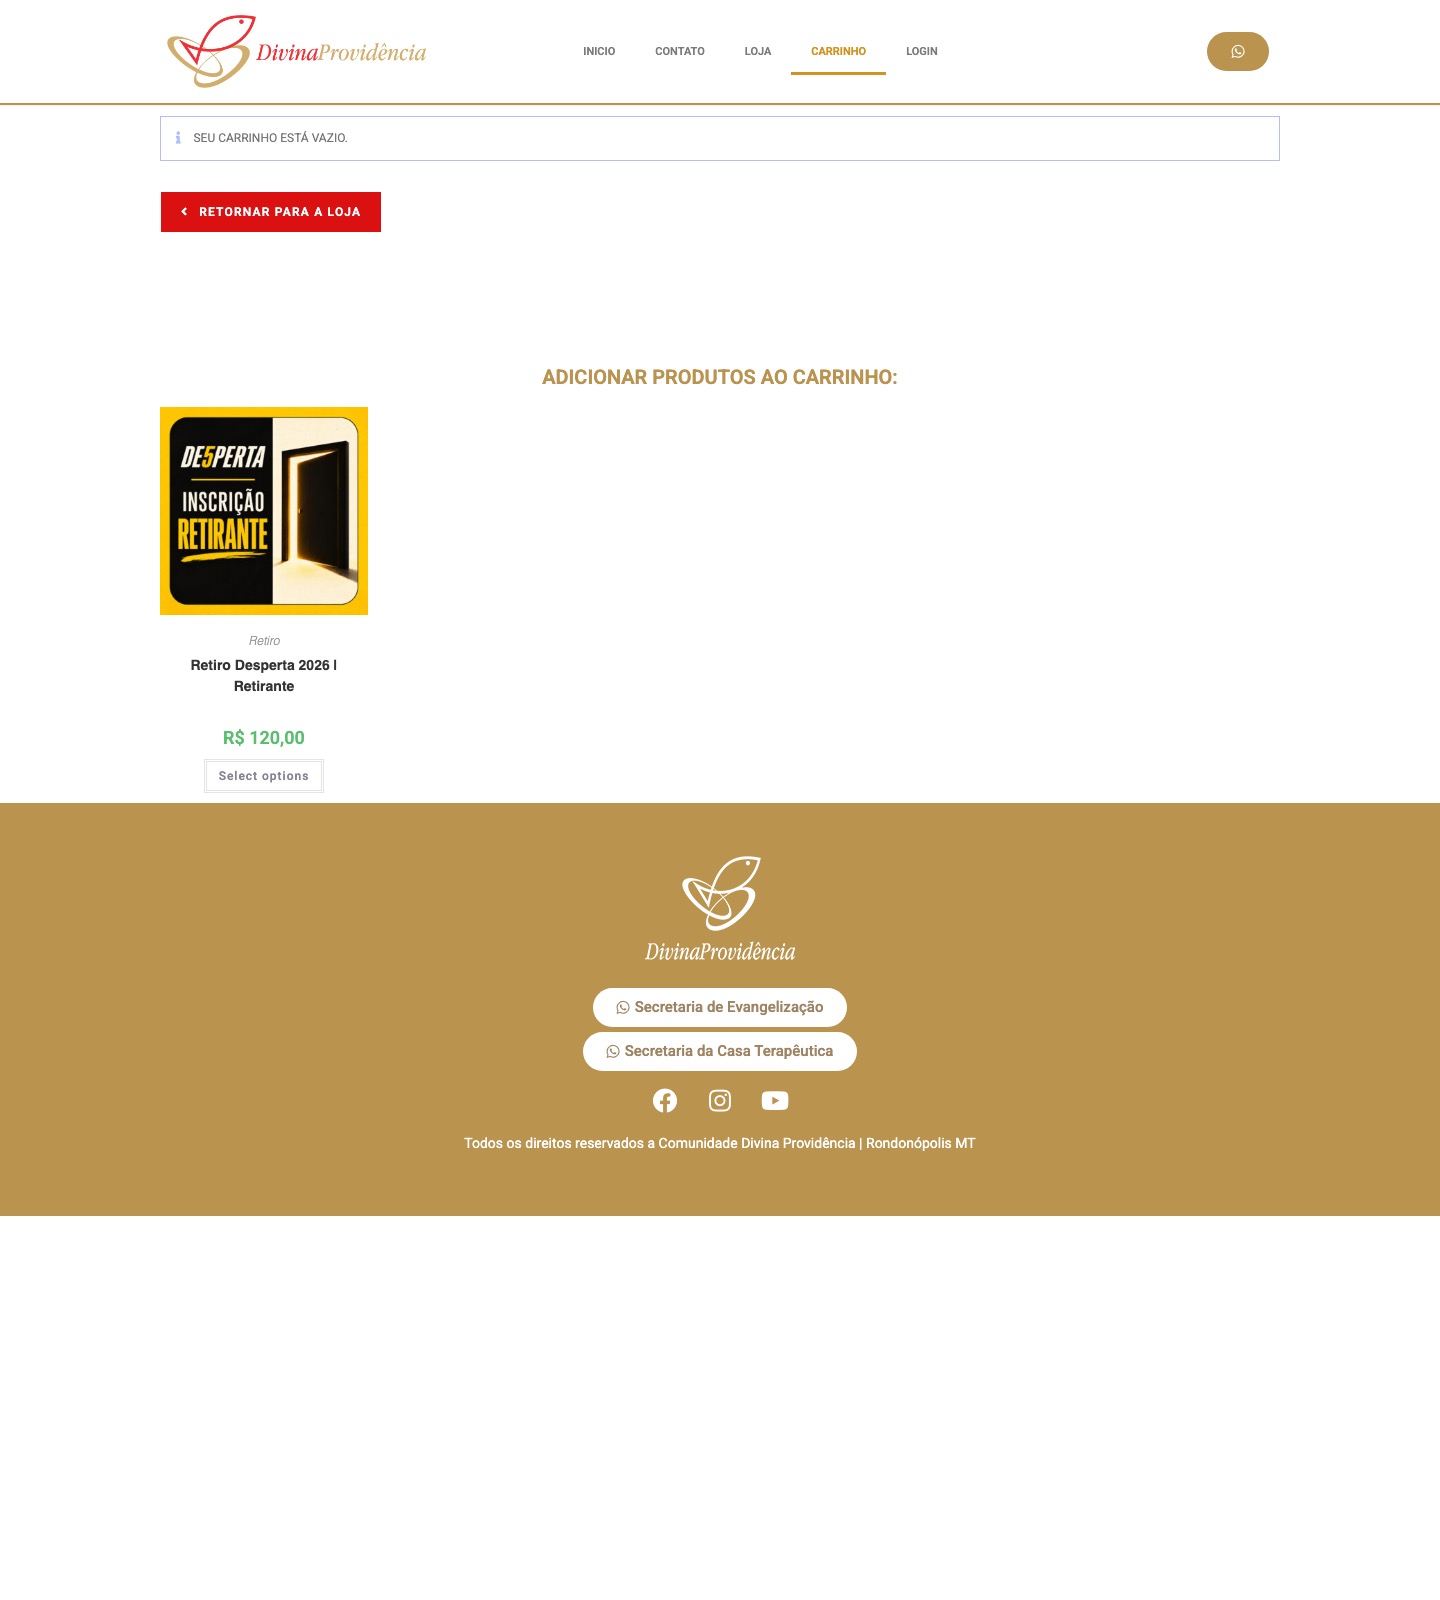 DivinaProvidência
INICIO
CONTATO
LOJA
CARRINHO
LOGIN
SEU CARRINHO ESTÁ VAZIO.
RETORNAR PARA A LOJA
ADICIONAR PRODUTOS AO CARRINHO:
DE5PERTA
INSCRIÇÃO
RETIRANTE
Retiro
Retiro Desperta 2026 |
Retirante
R$ 120,00
Select options
DivinaProvidência
Secretaria de Evangelização
Secretaria da Casa Terapêutica
Todos os direitos reservados a Comunidade Divina Providência | Rondonópolis MT